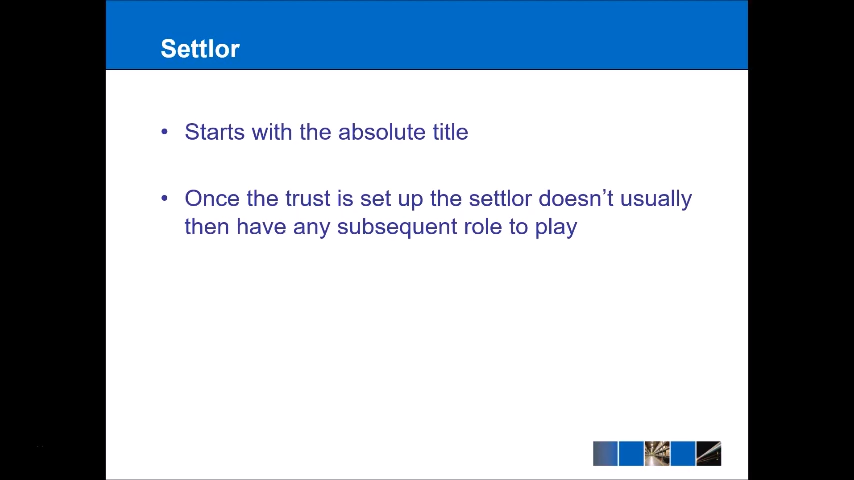 Settlor
• Starts with the absolute title
• Once the trust is set up the settlor doesn’t usually
then have any subsequent role to play